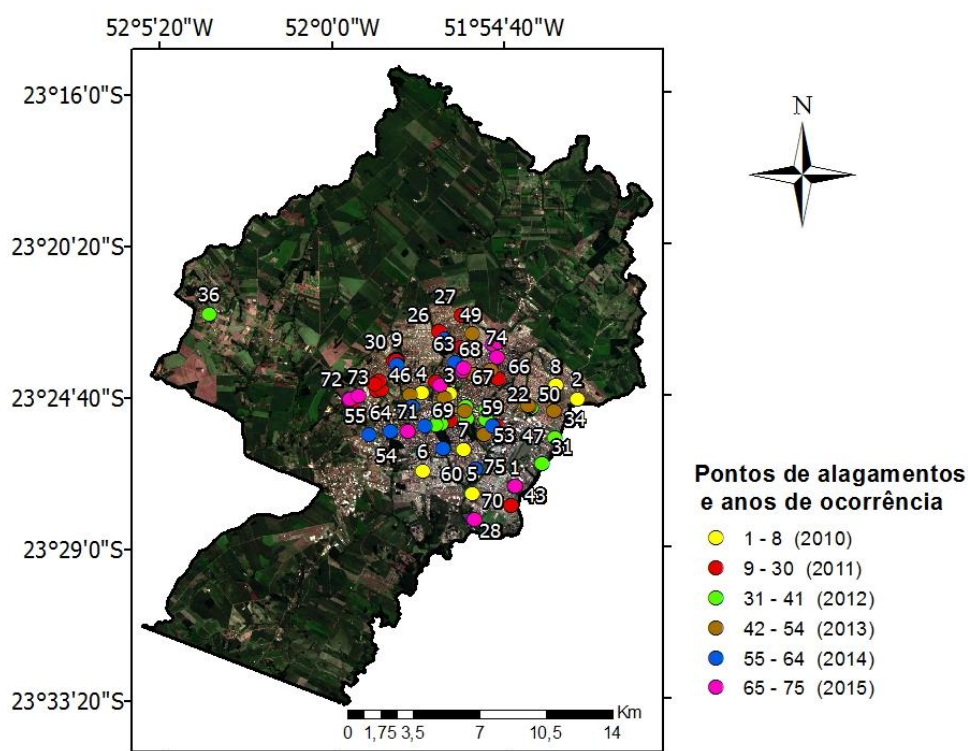 52°5'20"W 52°0'0"W 51°54'40"W
23°16'0"S
N
23°20'20"S
36
27
26 49
30 9 63 74
68
66 8
72 73 46 4 3 67 2
22 50
55 64 71 69 59 34
7 53 47
54 6 31
60 5 75 1
70 43
28
23°24'40"S
23°29'0"S
23°33'20"S
0 1,75 3,5 7 10,5 14 Km
Pontos de alagamentos
e anos de ocorrência
1 - 8 (2010)
9 - 30 (2011)
31 - 41 (2012)
42 - 54 (2013)
55 - 64 (2014)
65 - 75 (2015)